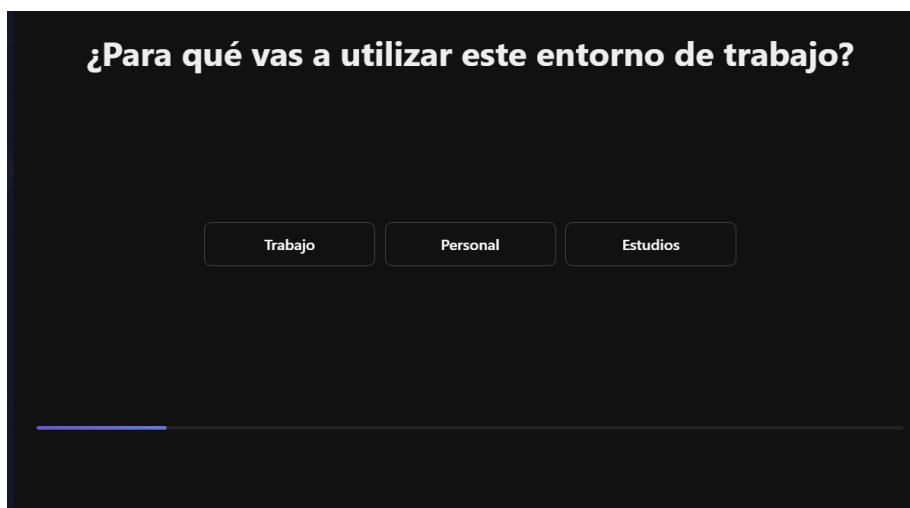 ¿Para qué vas a utilizar este entorno de trabajo?
Trabajo Personal Estudios